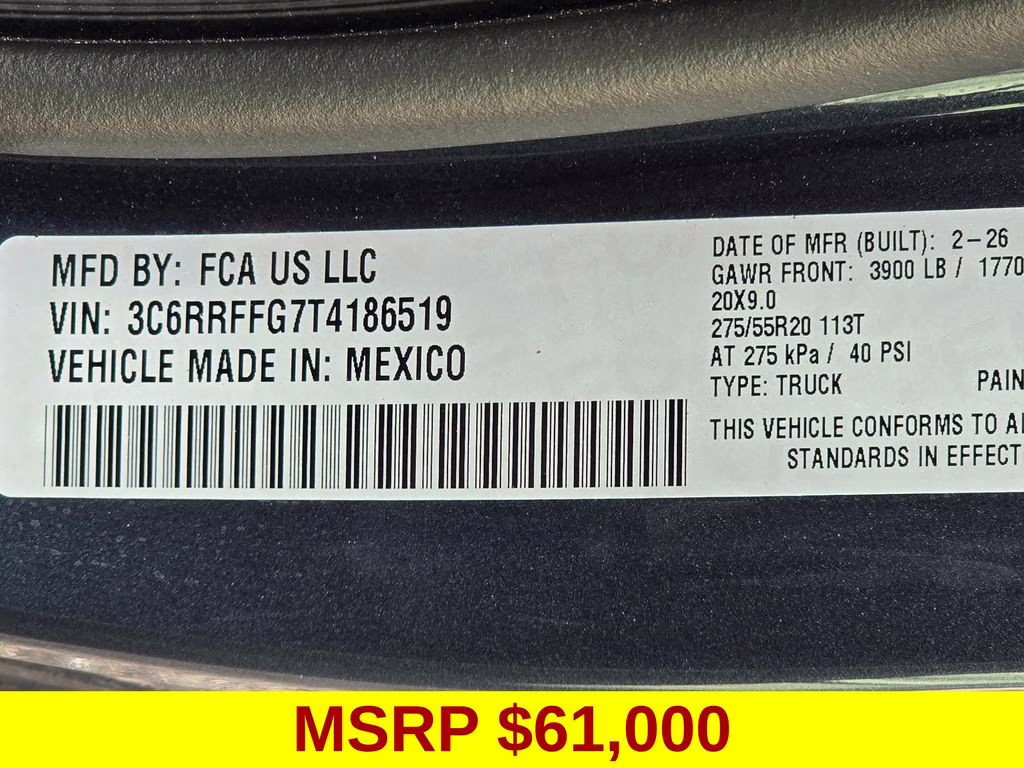 MFD BY: FCA US LLC
VIN: 3C6RRFFG7T4186519
VEHICLE MADE IN: MEXICO
DATE OF MFR (BUILT): 2-26
GAWR FRONT: 3900 LB / 1770
20X9.0
275/55R20 113T
AT 275 kPa / 40 PSI
TYPE: TRUCK PAIN
THIS VEHICLE CONFORMS TO AL
STANDARDS IN EFFECT
MSRP $61,000